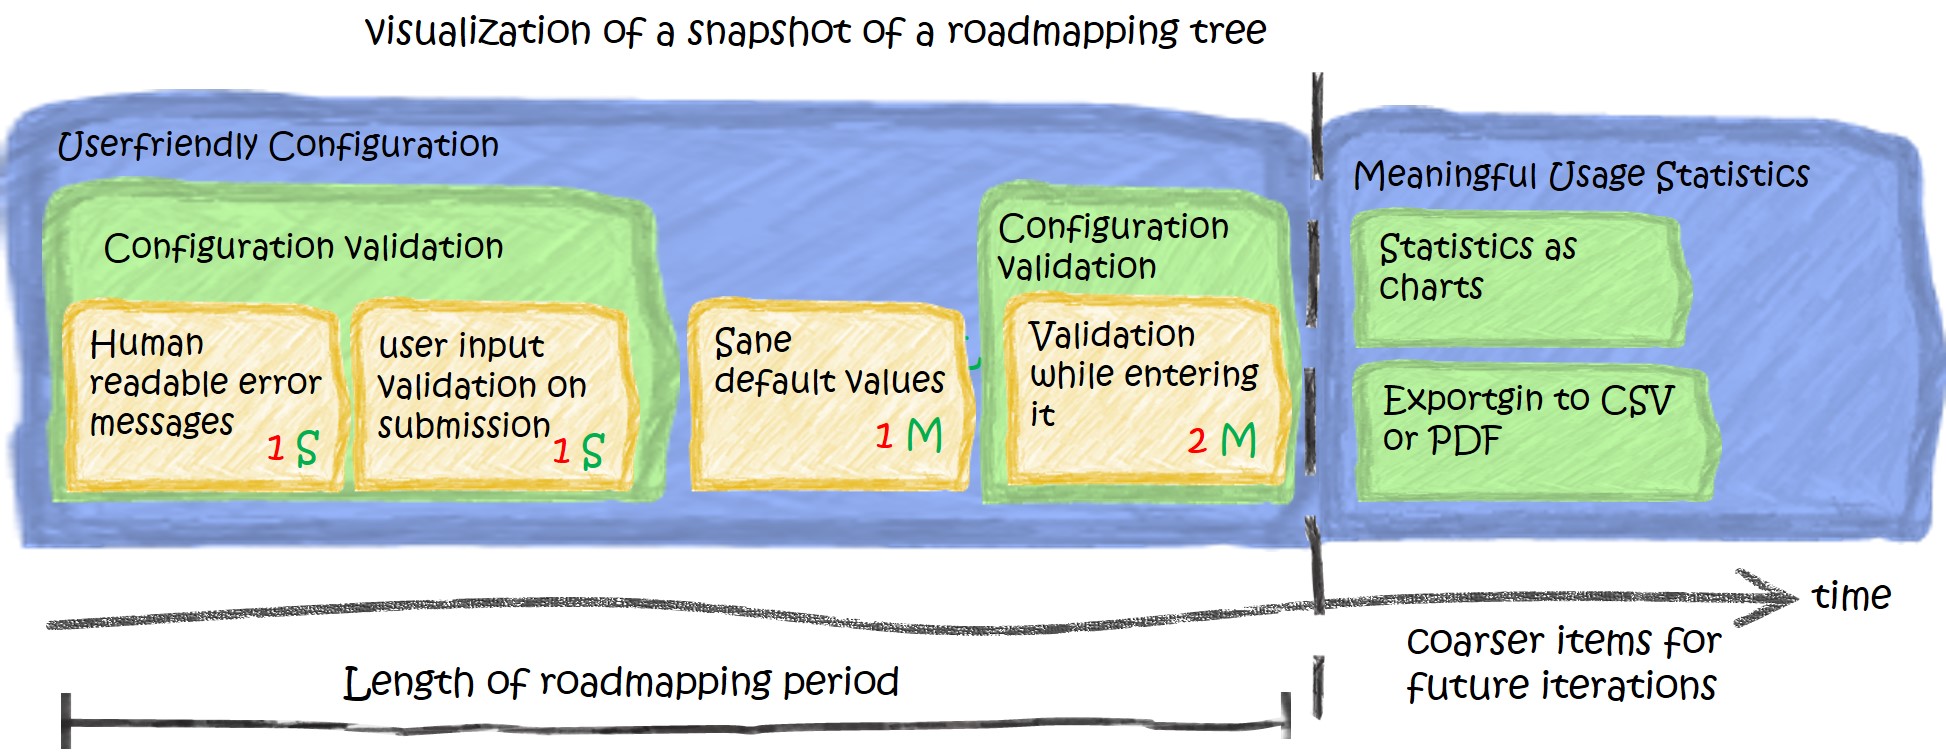 Visualization of a snapshot of a roadmapping tree
Userfriendly Configuration
Configuration Validation
Human
readable error
messages
1 S
user input
validation on
submission
1 S
Sane
default values
1 M
Configuration
Validation
Validation
while entering
it
2 M
Meaningful Usage Statistics
Statistics as
charts
Exportgin to CSV
or PDF
time
Length of roadmapping period
coarser items for
future iterations